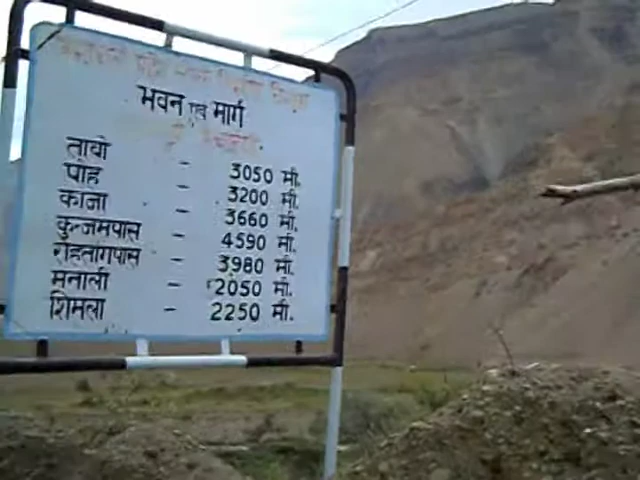 भवन एवं मार्ग
ताबो - 3050 मी.
पोह - 3200 मी.
काजा - 3660 मी.
कुन्जमपास - 4590 मी.
रोहतांगपास - 3980 मी.
मनाली - 2050 मी.
शिमला - 2250 मी.